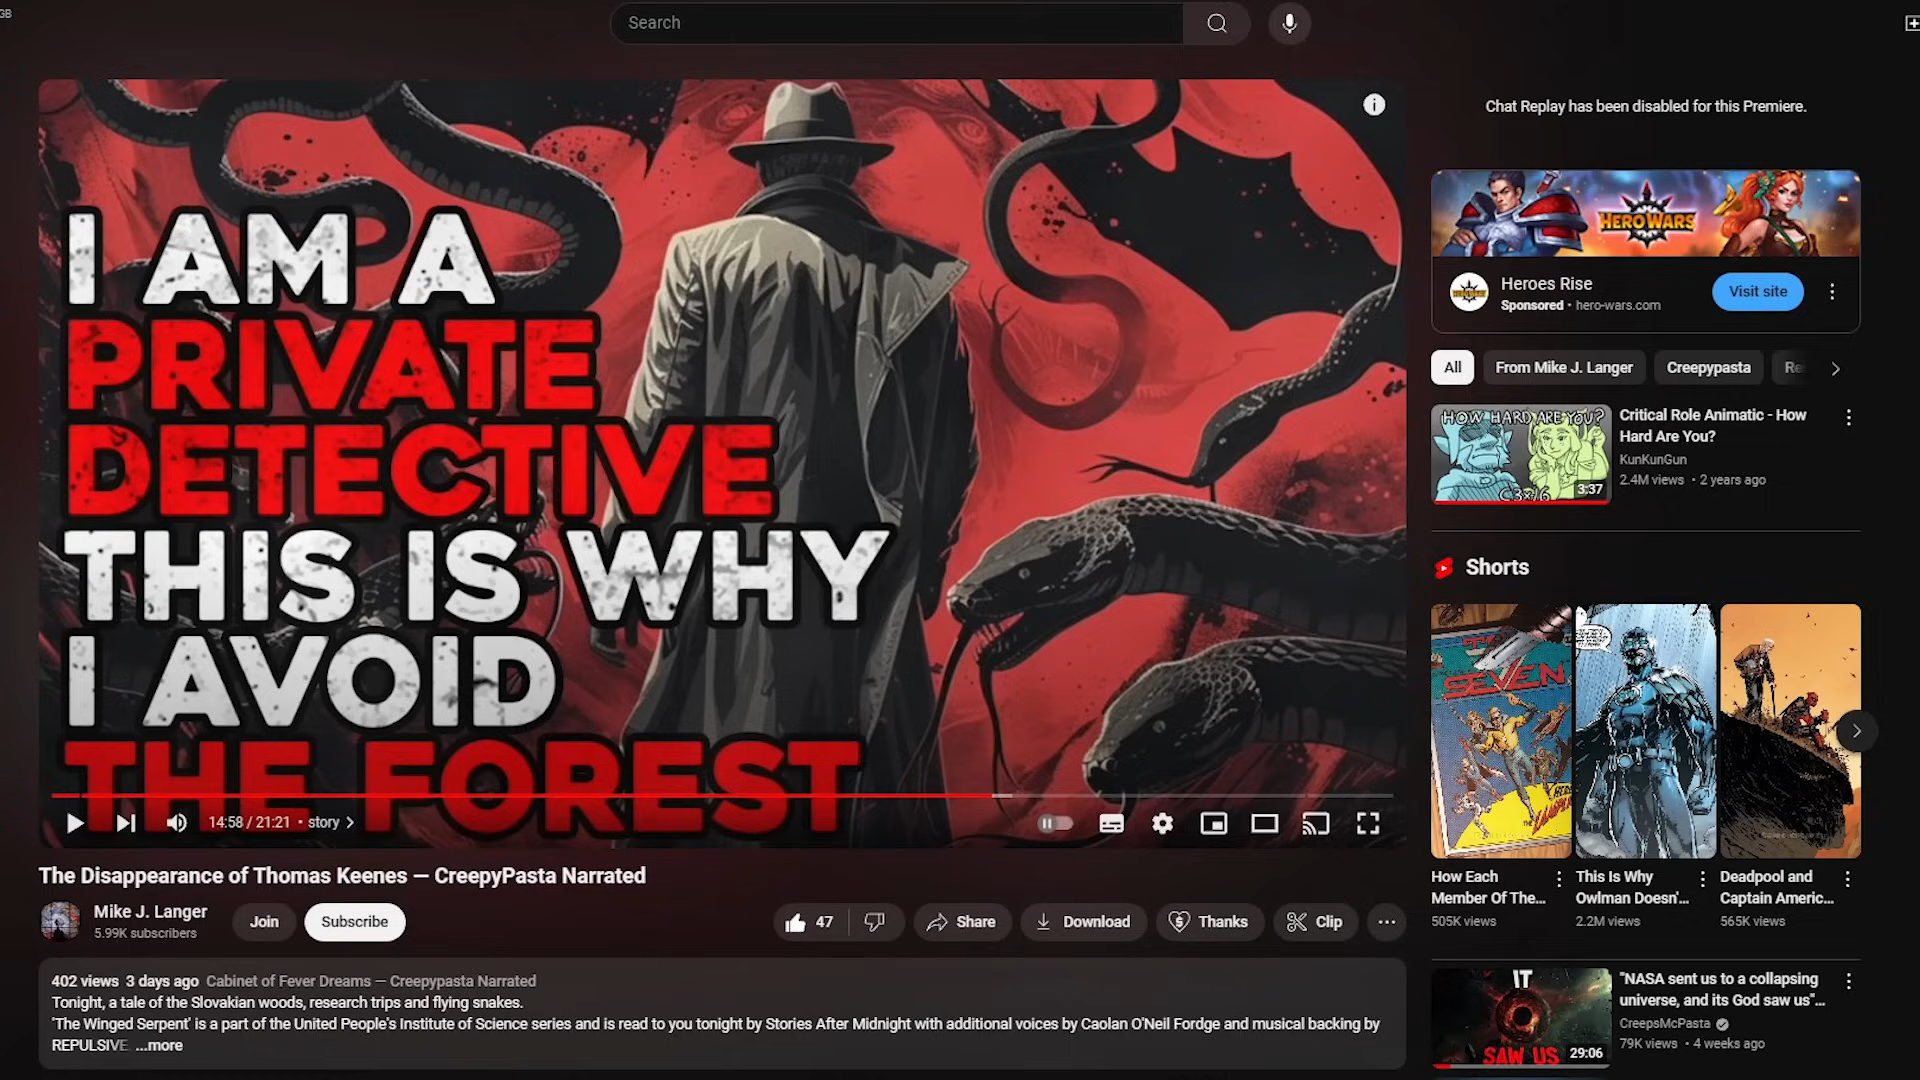 GB
Search
Chat Replay has been disabled for this Premiere.
I AM A
PRIVATE
DETECTIVE
THIS IS WHY
I AVOID
THE FOREST
14:58 / 21:21 • story
The Disappearance of Thomas Keenes — CreepyPasta Narrated
Mike J. Langer
5.99K subscribers
Join
Subscribe
47
Share
Download
Thanks
Clip
402 views 3 days ago Cabinet of Fever Dreams — Creepypasta Narrated
Tonight, a tale of the Slovakian woods, research trips and flying snakes.
'The Winged Serpent' is a part of the United People's Institute of Science series and is read to you tonight by Stories After Midnight with additional voices by Caolan O'Neil Fordge and musical backing by
REPULSIVE ...more
HERO WARS
Heroes Rise
Sponsored • hero-wars.com
Visit site
All
From Mike J. Langer
Creepypasta
Re
HOW HARD ARE YOU?
C3x16
3:37
Critical Role Animatic - How
Hard Are You?
KunKunGun
2.4M views • 2 years ago
Shorts
SEVEN
How Each
Member Of The...
505K views
This Is Why
Owlman Doesn'...
2.2M views
Deadpool and
Captain Americ...
565K views
IT
SAW US
29:06
"NASA sent us to a collapsing
universe, and its God saw us"...
CreepsMcPasta
79K views • 4 weeks ago